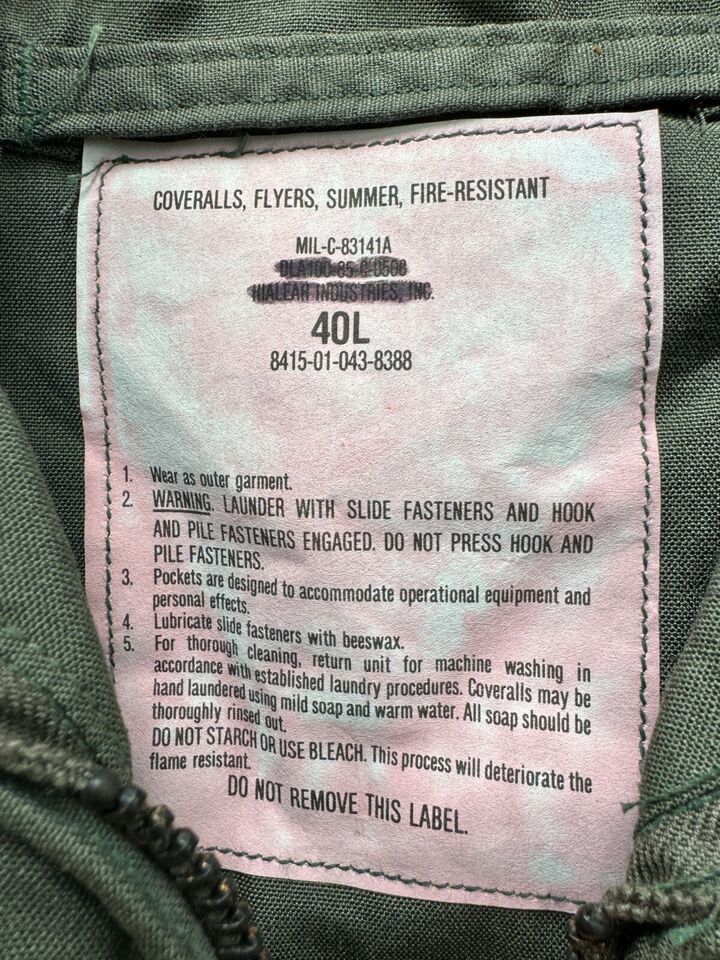 COVERALLS, FLYERS, SUMMER, FIRE-RESISTANT
MIL-C-83141A
DLA100-85-C-0506
HIALEAH INDUSTRIES, INC.
40L
8415-01-043-8388
1. Wear as outer garment.
2. WARNING. LAUNDER WITH SLIDE FASTENERS AND HOOK
AND PILE FASTENERS ENGAGED. DO NOT PRESS HOOK AND
PILE FASTENERS.
3. Pockets are designed to accommodate operational equipment and
personal effects.
4. Lubricate slide fasteners with beeswax.
5. For thorough cleaning, return unit for machine washing in
accordance with established laundry procedures. Coveralls may be
hand laundered using mild soap and warm water. All soap should be
thoroughly rinsed out.
DO NOT STARCH OR USE BLEACH. This process will deteriorate the
flame resistant.
DO NOT REMOVE THIS LABEL.